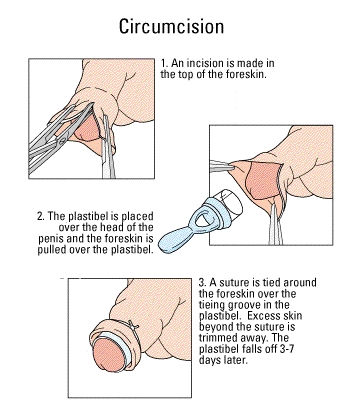 Circumcision
1. An incision is made in
the top of the foreskin.
2. The plastibel is placed
over the head of the
penis and the foreskin is
pulled over the plastibel.
3. A suture is tied around
the foreskin over the
tieing groove in the
plastibel. Excess skin
beyond the suture is
trimmed away. The
plastibel falls off 3-7
days later.